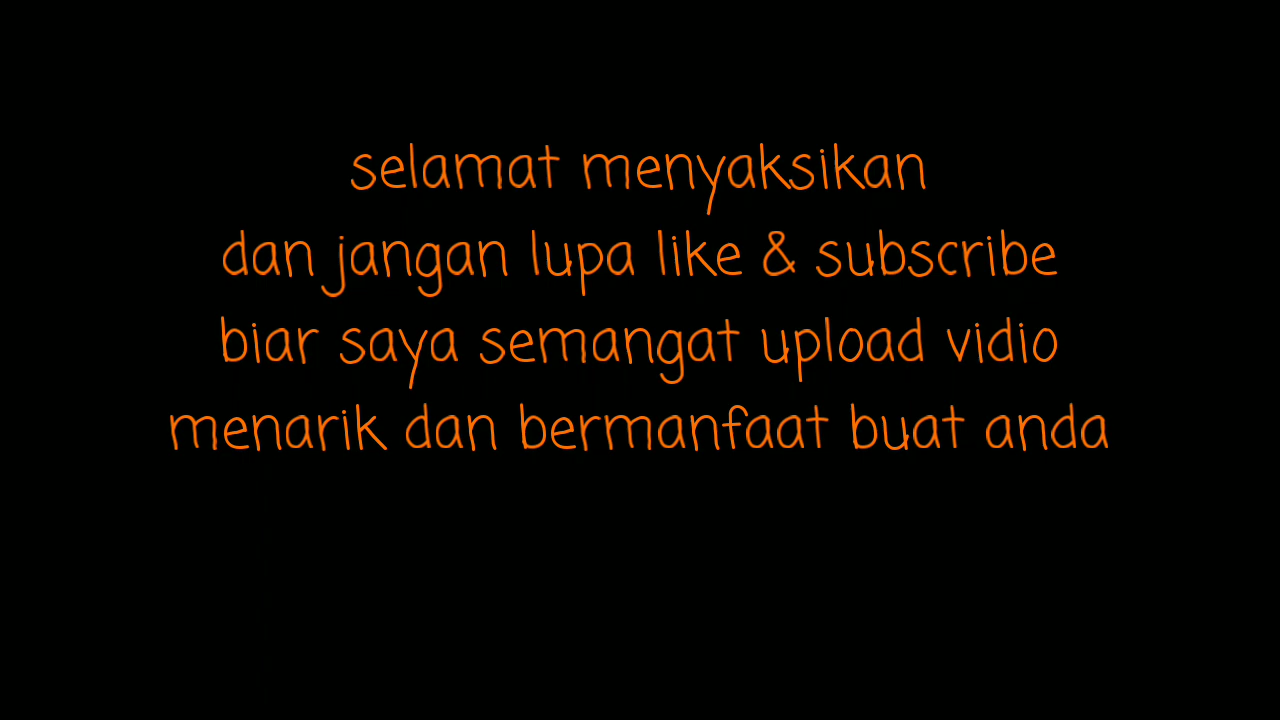 selamat menyaksikan
dan jangan lupa like & subscribe
biar saya semangat upload vidio
menarik dan bermanfaat buat anda